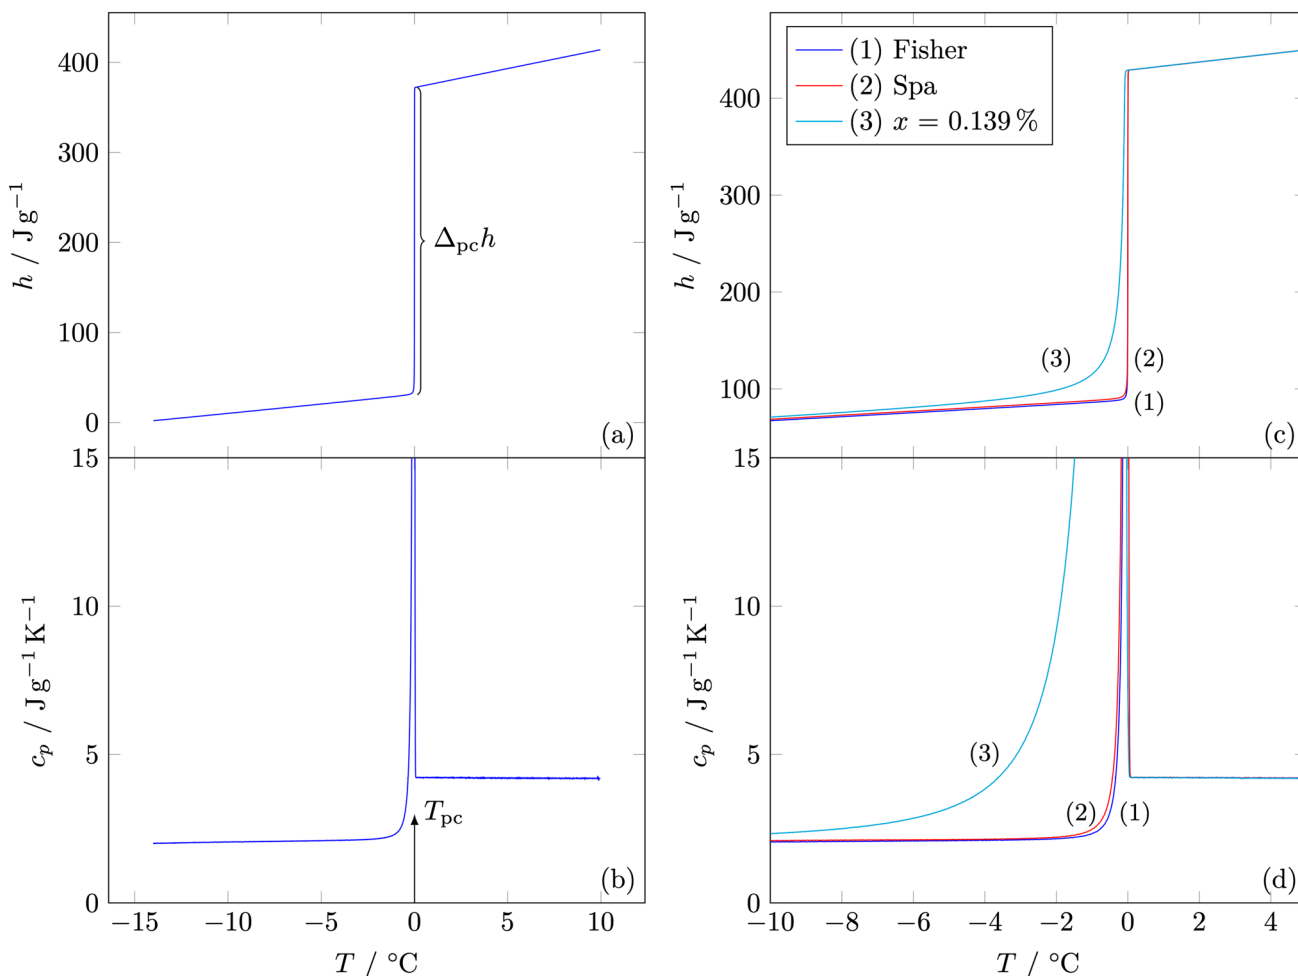 400
300
200
100
0
h / J g⁻¹
Δpch
(a)
15
10
5
0
cp / J g⁻¹ K⁻¹
Tpc
(b)
−15 −10 −5 0 5 10
T / °C
(1) Fisher
(2) Spa
(3) x = 0.139 %
400
300
200
100
h / J g⁻¹
(3)
(2)
(1)
(c)
15
10
5
0
cp / J g⁻¹ K⁻¹
(3)
(2)
(1)
(d)
−10 −8 −6 −4 −2 0 2 4
T / °C